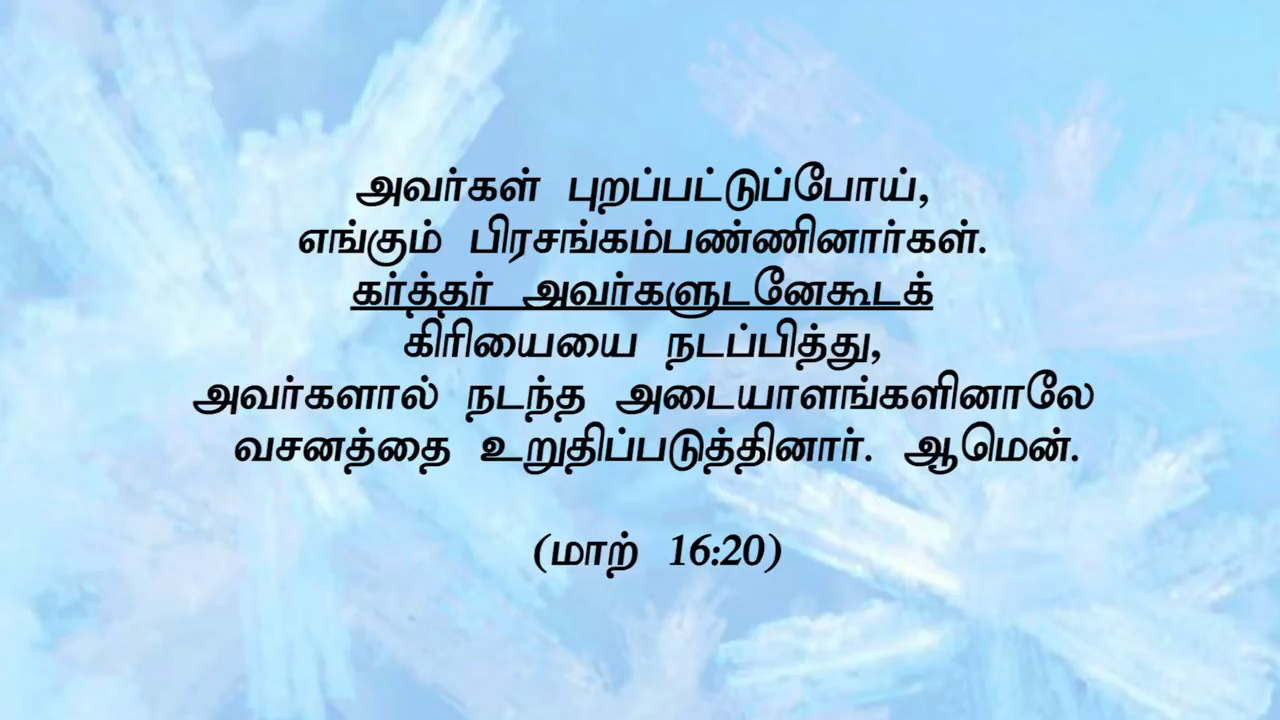 அவர்கள் புறப்பட்டுப்போய்,
எங்கும் பிரசங்கம்பண்ணினார்கள்.
கர்த்தர் அவர்களுடனேகூடக்
கிரியையை நடப்பித்து,
அவர்களால் நடந்த அடையாளங்களினாலே
வசனத்தை உறுதிப்படுத்தினார். ஆமென்.
(மாற் 16:20)